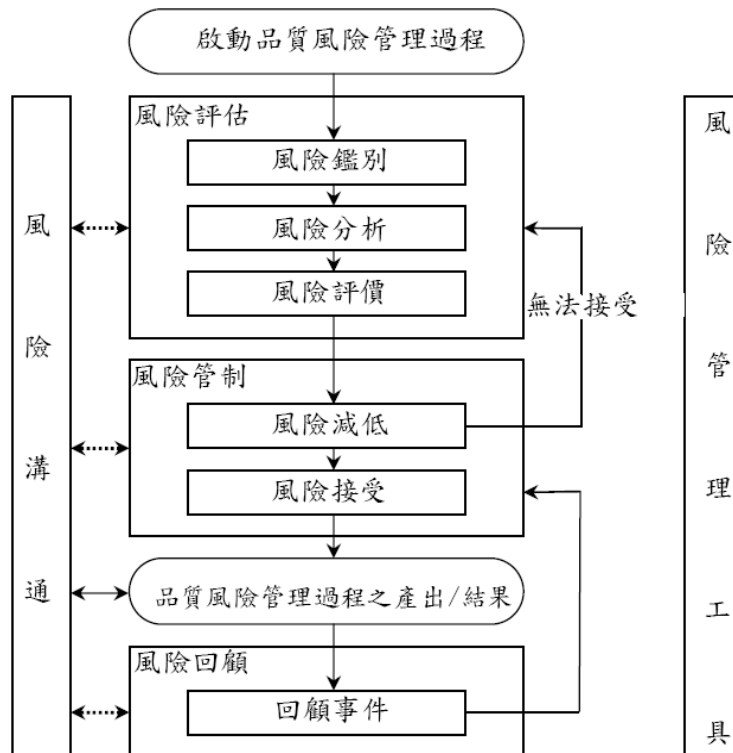 啟動品質風險管理過程
風險評估
風險鑑別
風險分析
風險評價
無法接受
風險管制
風險減低
風險接受
品質風險管理過程之產出/結果
風險回顧
回顧事件
風險溝通
風險管理工具